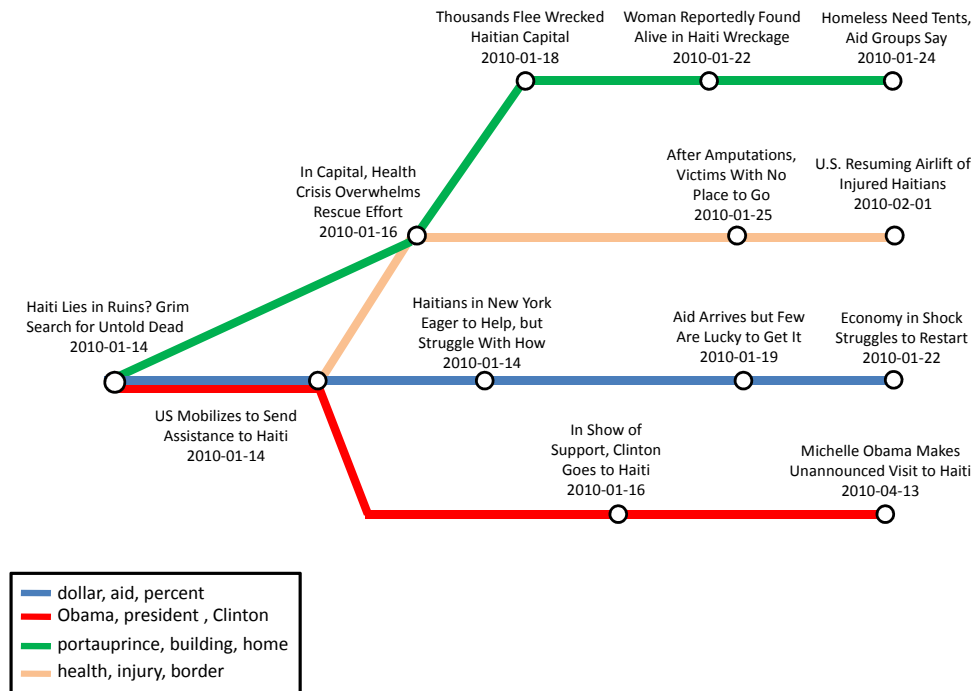 Thousands Flee Wrecked
Haitian Capital
2010-01-18
Woman Reportedly Found
Alive in Haiti Wreckage
2010-01-22
Homeless Need Tents,
Aid Groups Say
2010-01-24
In Capital, Health
Crisis Overwhelms
Rescue Effort
2010-01-16
After Amputations,
Victims With No
Place to Go
2010-01-25
U.S. Resuming Airlift of
Injured Haitians
2010-02-01
Haiti Lies in Ruins? Grim
Search for Untold Dead
2010-01-14
Haitians in New York
Eager to Help, but
Struggle With How
2010-01-14
Aid Arrives but Few
Are Lucky to Get It
2010-01-19
Economy in Shock
Struggles to Restart
2010-01-22
US Mobilizes to Send
Assistance to Haiti
2010-01-14
In Show of
Support, Clinton
Goes to Haiti
2010-01-16
Michelle Obama Makes
Unannounced Visit to Haiti
2010-04-13
dollar, aid, percent
Obama, president , Clinton
portauprince, building, home
health, injury, border